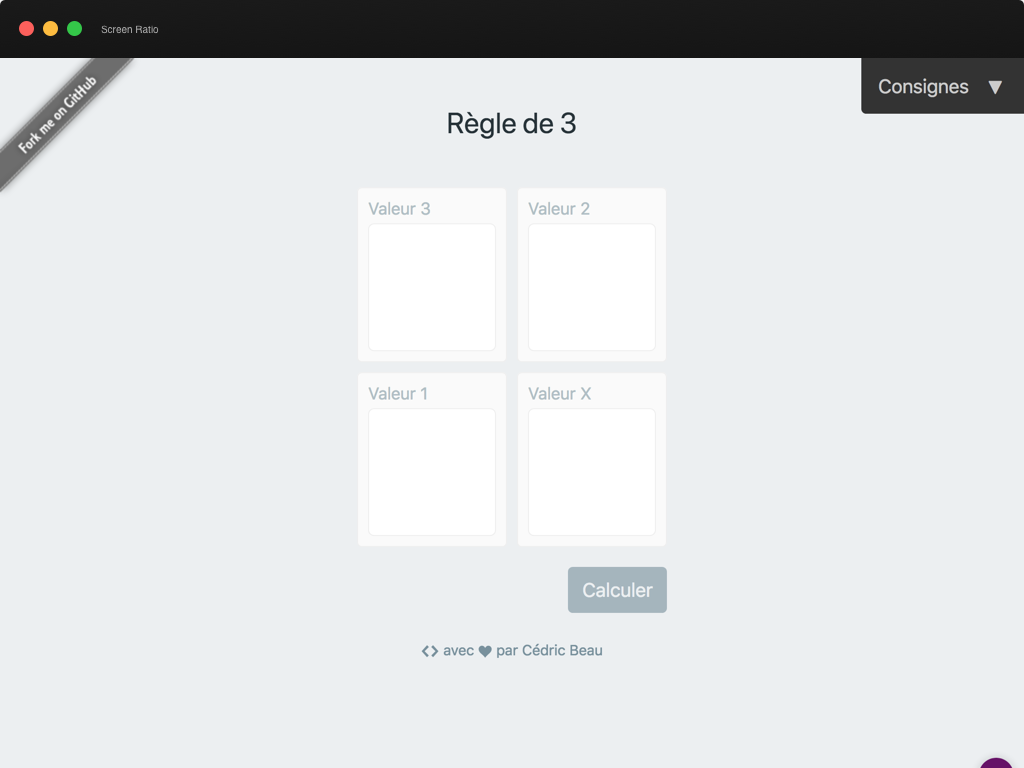 Screen Ratio
Fork me on GitHub
Consignes ▼
Règle de 3
Valeur 3
Valeur 2
Valeur 1
Valeur X
Calculer
<> avec ♥ par Cédric Beau